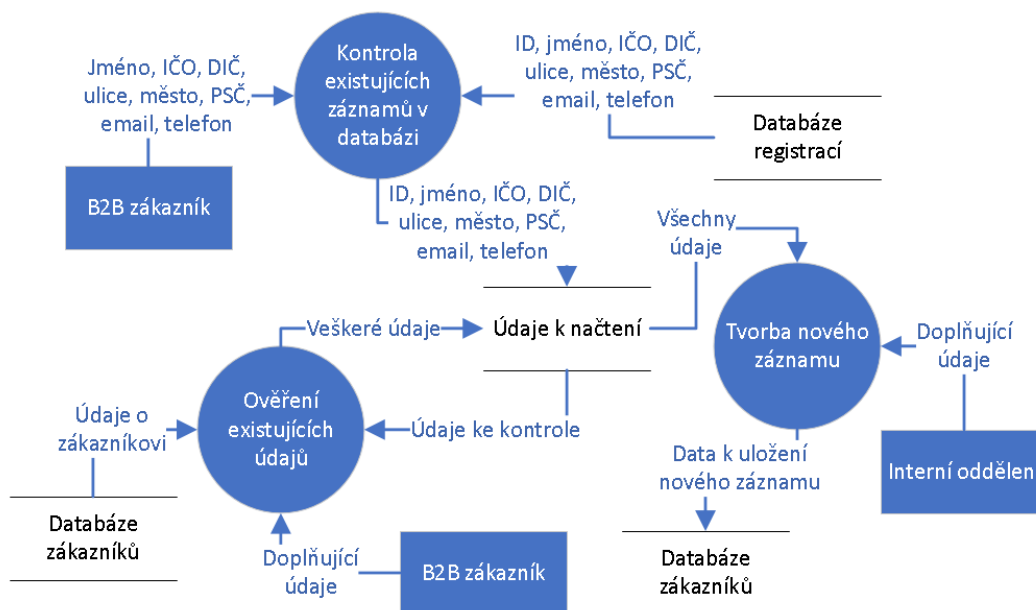 Jméno, IČO, DIČ,
ulice, město, PSČ,
email, telefon
Kontrola
existujících
záznamů v
databázi
ID, jméno, IČO, DIČ,
ulice, město, PSČ,
email, telefon
Databáze
registrací
B2B zákazník
ID, jméno, IČO, DIČ,
ulice, město, PSČ,
email, telefon
Všechny
údaje
Veškeré údaje
Údaje k načtení
Tvorba nového
záznamu
Doplňující
údaje
Údaje o
zákazníkovi
Ověření
existujících
údajů
Údaje ke kontrole
Data k uložení
nového záznamu
Interní oddělen
Databáze
zákazníků
Doplňující
údaje
B2B zákazník
Databáze
zákazníků